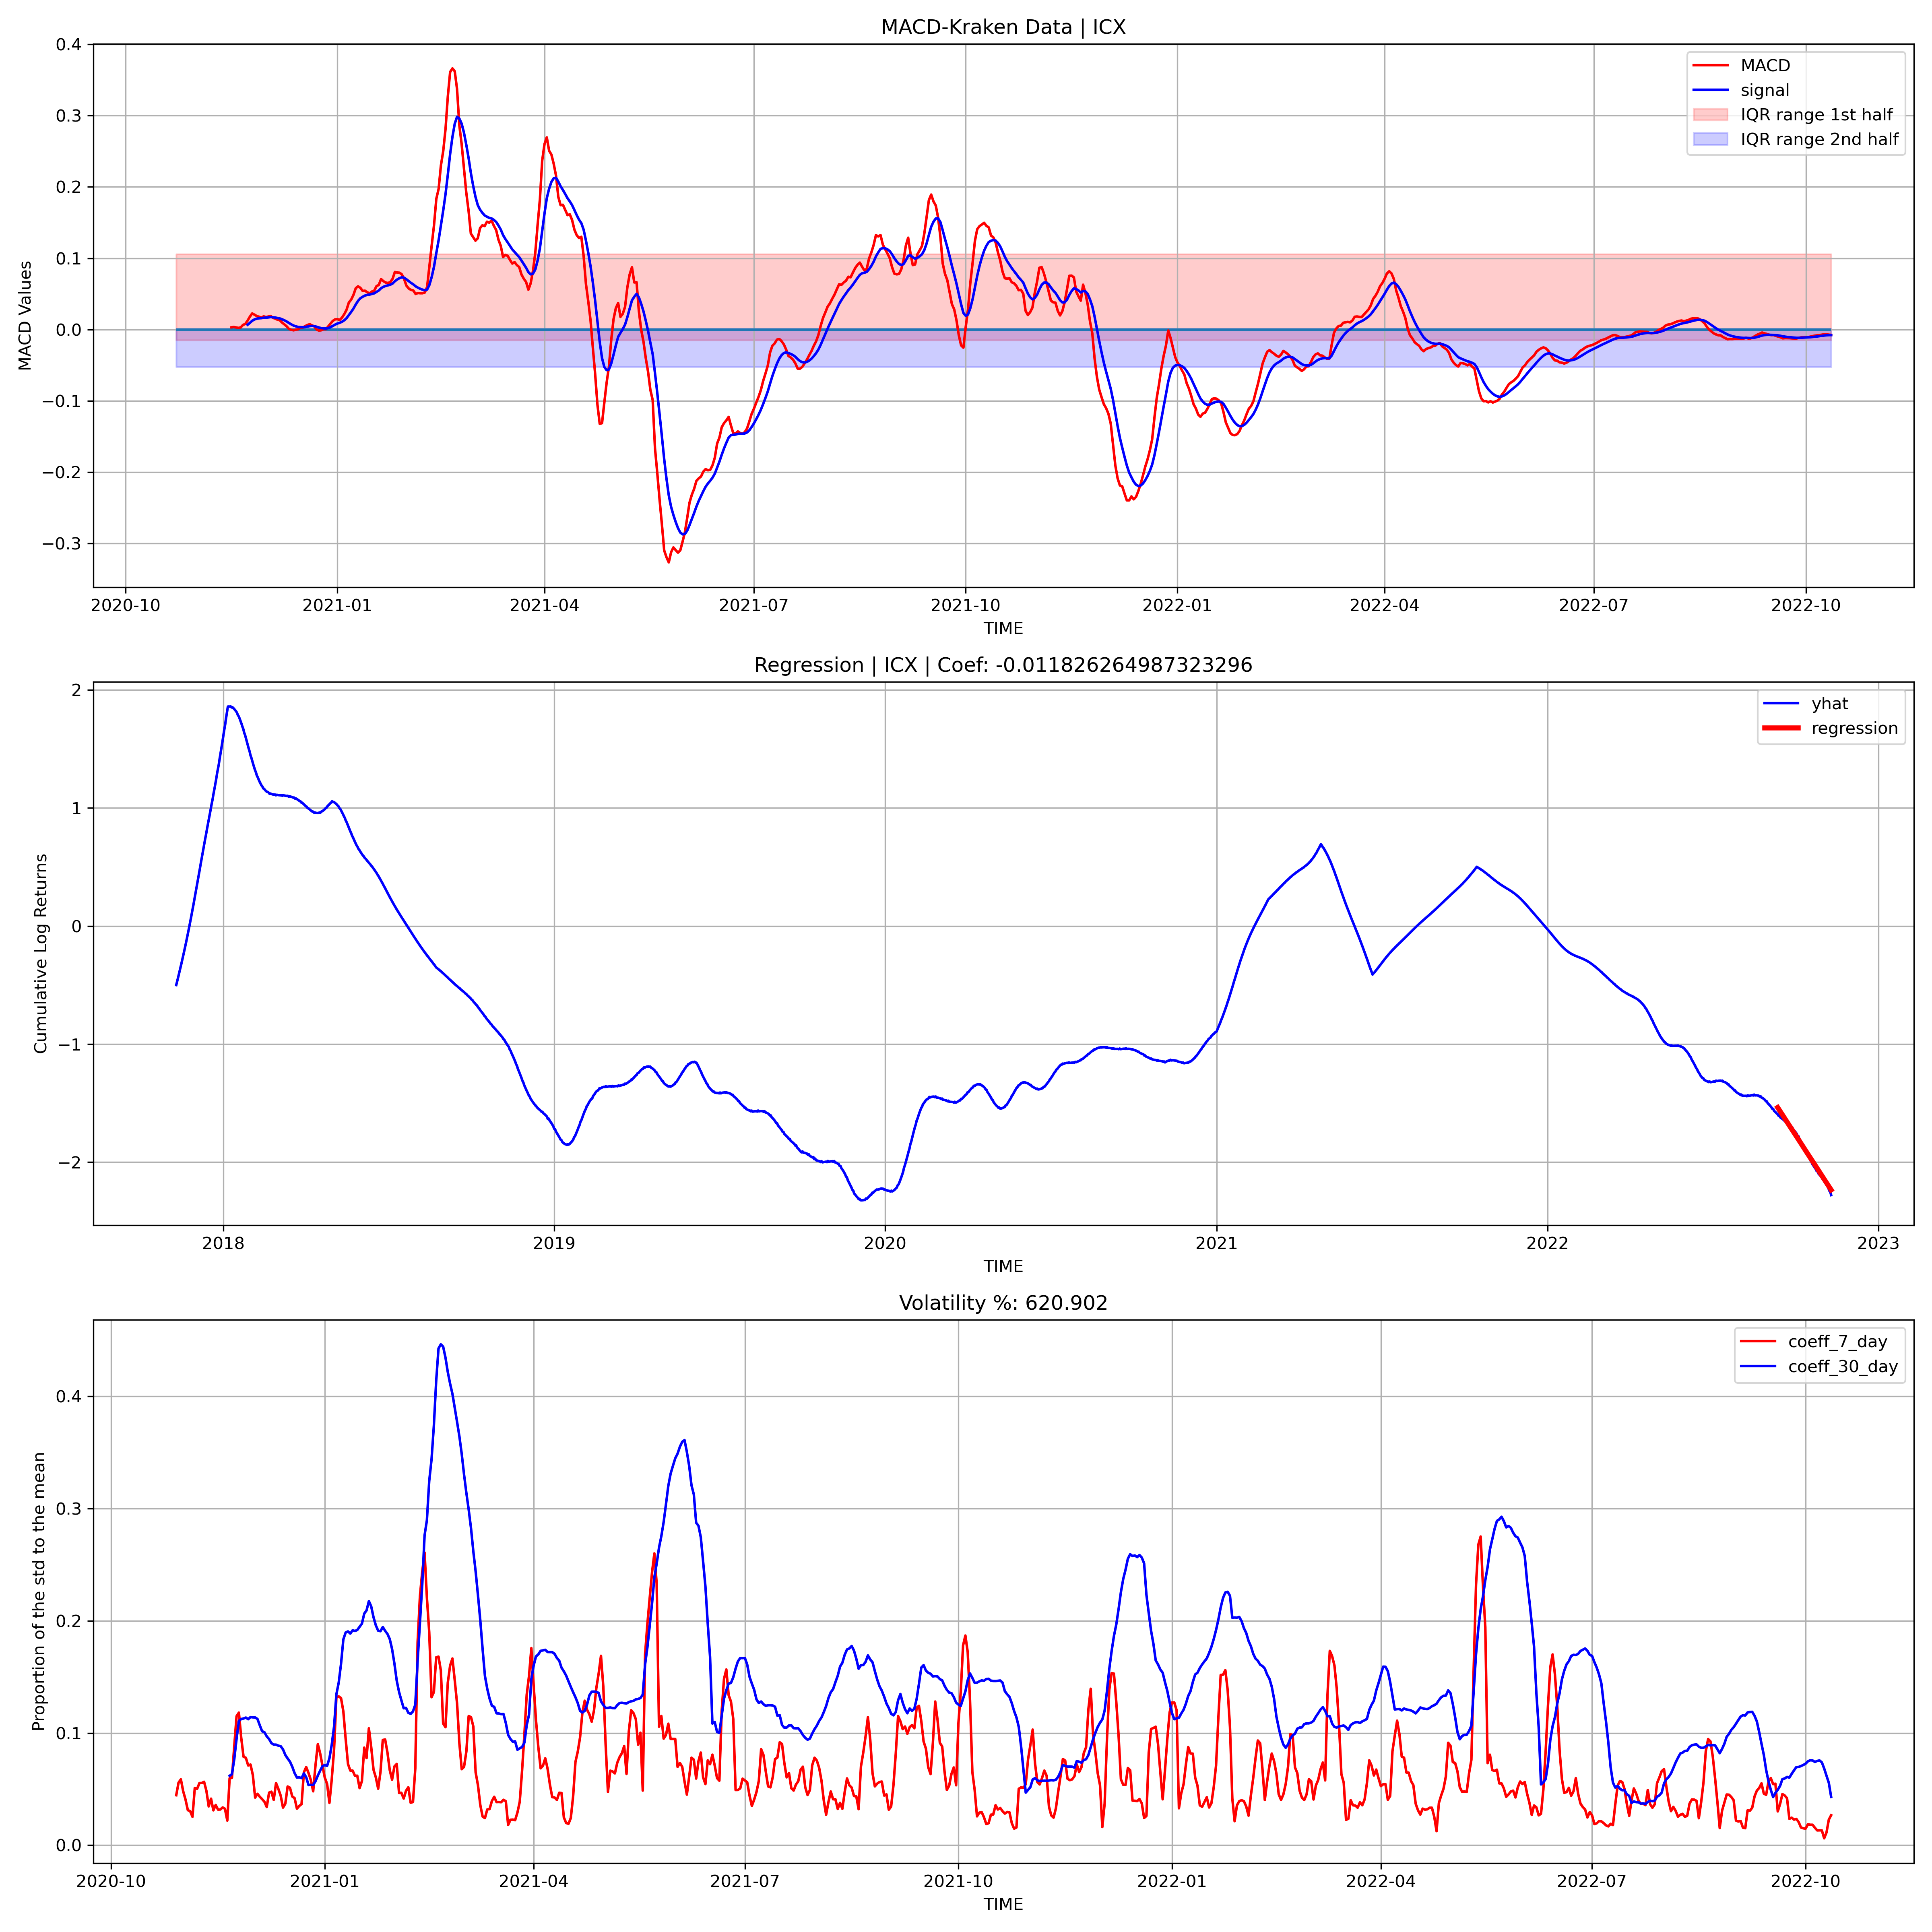 MACD-Kraken Data | ICX
0.4
0.3
0.2
0.1
0.0
−0.1
−0.2
−0.3
MACD Values
MACD
signal
IQR range 1st half
IQR range 2nd half
2020-10 2021-01 2021-04 2021-07 2021-10 2022-01 2022-04 2022-07 2022-10
TIME
Regression | ICX | Coef: -0.011826264987323296
2
1
0
−1
−2
Cumulative Log Returns
yhat
regression
2018 2019 2020 2021 2022 2023
TIME
Volatility %: 620.902
0.4
0.3
0.2
0.1
0.0
Proportion of the std to the mean
coeff_7_day
coeff_30_day
2020-10 2021-01 2021-04 2021-07 2021-10 2022-01 2022-04 2022-07 2022-10
TIME